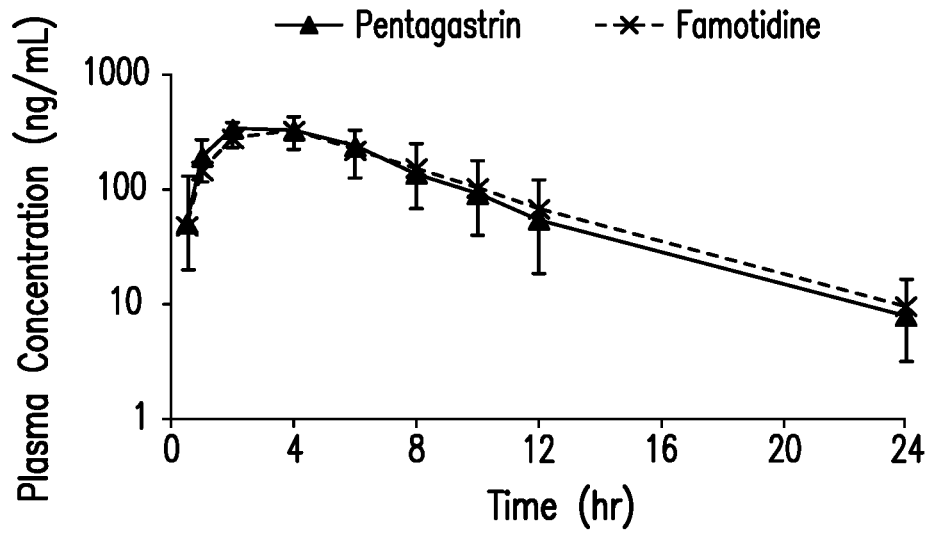 Pentagastrin Famotidine
Plasma Concentration (ng/mL)
1000
100
10
1
0 4 8 12 16 20 24
Time (hr)